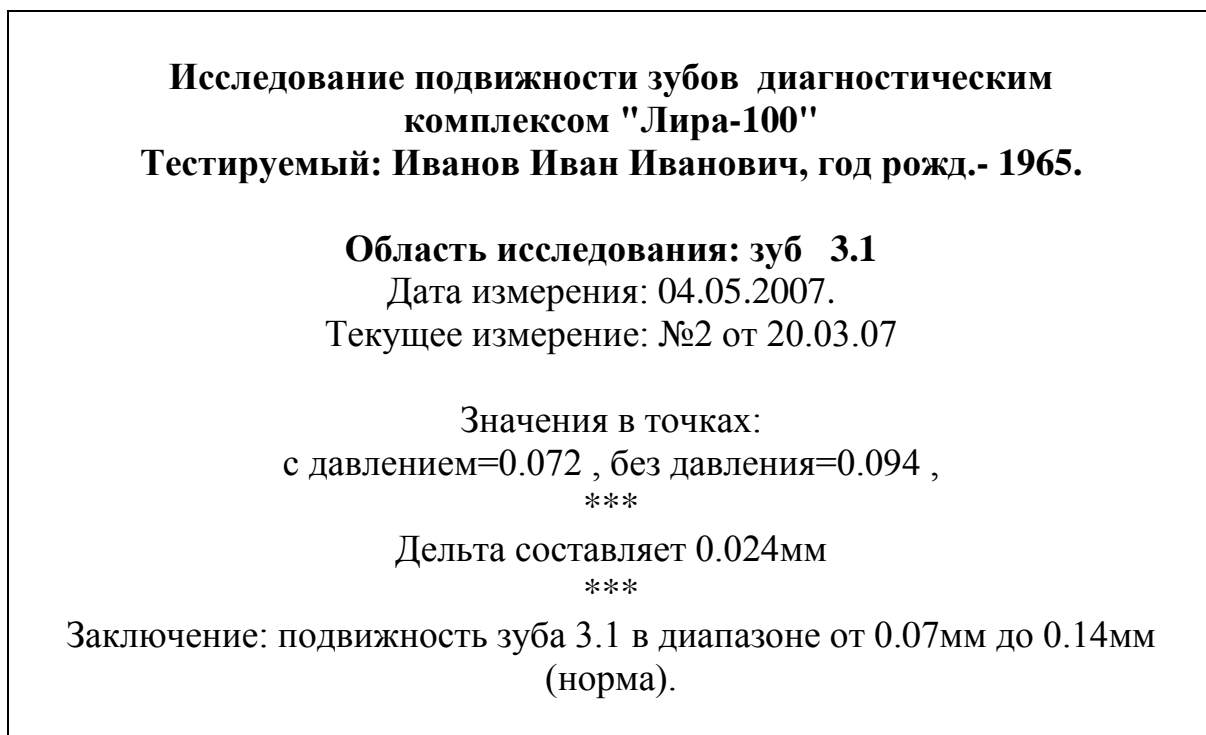 Исследование подвижности зубов диагностическим
комплексом "Лира-100"
Тестируемый: Иванов Иван Иванович, год рожд.- 1965.
Область исследования: зуб 3.1
Дата измерения: 04.05.2007.
Текущее измерение: №2 от 20.03.07
Значения в точках:
с давлением=0.072 , без давления=0.094 ,
***
Дельта составляет 0.024мм
***
Заключение: подвижность зуба 3.1 в диапазоне от 0.07мм до 0.14мм
(норма).